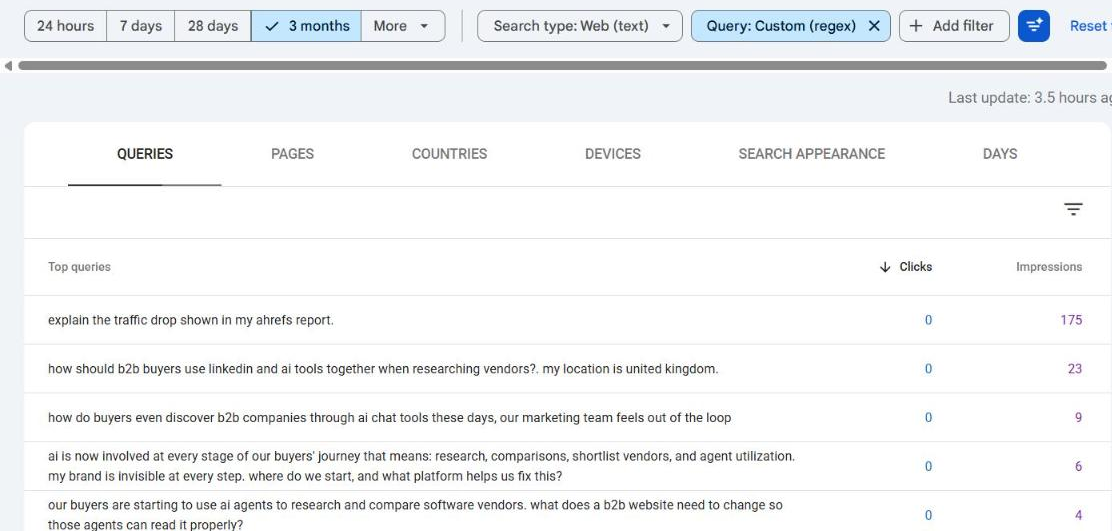 24 hours 7 days 28 days 3 months More Search type: Web (text) Query: Custom (regex) Add filter Reset
Last update: 3.5 hours
QUERIES PAGES COUNTRIES DEVICES SEARCH APPEARANCE DAYS
Top queries Clicks Impressions
explain the traffic drop shown in my ahrefs report. 0 175
how should b2b buyers use linkedin and ai tools together when researching vendors?. my location is united kingdom. 0 23
how do buyers even discover b2b companies through ai chat tools these days, our marketing team feels out of the loop 0 9
ai is now involved at every stage of our buyers' journey that means: research, comparisons, shortlist vendors, and agent utilization.
my brand is invisible at every step. where do we start, and what platform helps us fix this? 0 6
our buyers are starting to use ai agents to research and compare software vendors. what does a b2b website need to change so
those agents can read it properly? 0 4